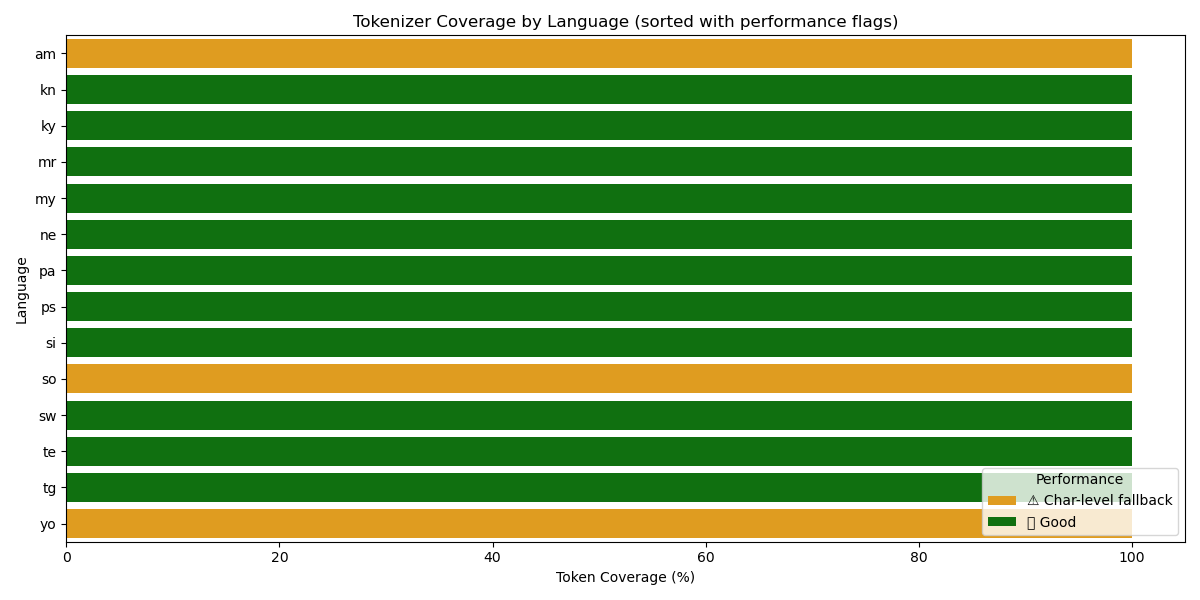 Tokenizer Coverage by Language (sorted with performance flags)
am
kn
ky
mr
my
ne
pa
ps
si
so
sw
te
tg
yo
Language
Performance
⚠ Char-level fallback
Good
0 20 40 60 80 100
Token Coverage (%)